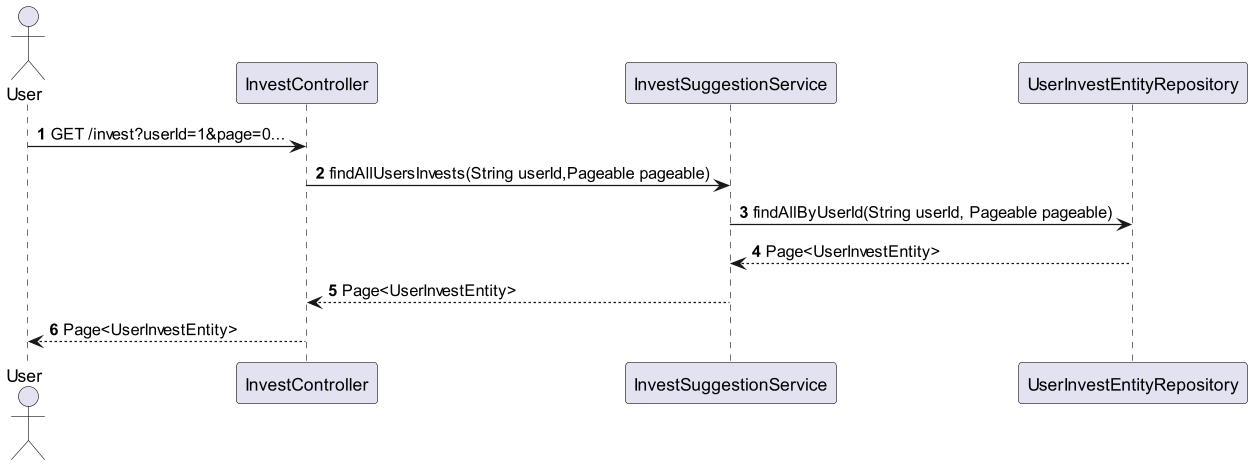 User
InvestController
InvestSuggestionService
UserInvestEntityRepository
1 GET /invest?userId=1&page=0...
2 findAllUsersInvests(String userId,Pageable pageable)
3 findAllByUserId(String userId, Pageable pageable)
4 Page<UserInvestEntity>
5 Page<UserInvestEntity>
6 Page<UserInvestEntity>
User
InvestController
InvestSuggestionService
UserInvestEntityRepository